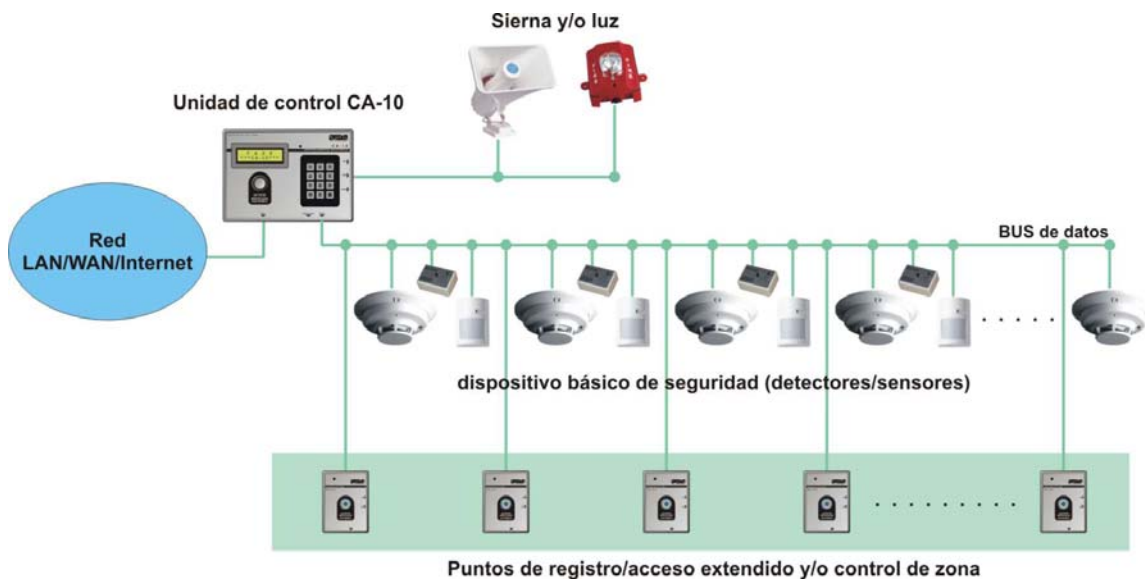 Sierna y/o luz
Unidad de control CA-10
Red
LAN/WAN/Internet
BUS de datos
dispositivo básico de seguridad (detectores/sensores)
Puntos de registro/acceso extendido y/o control de zona